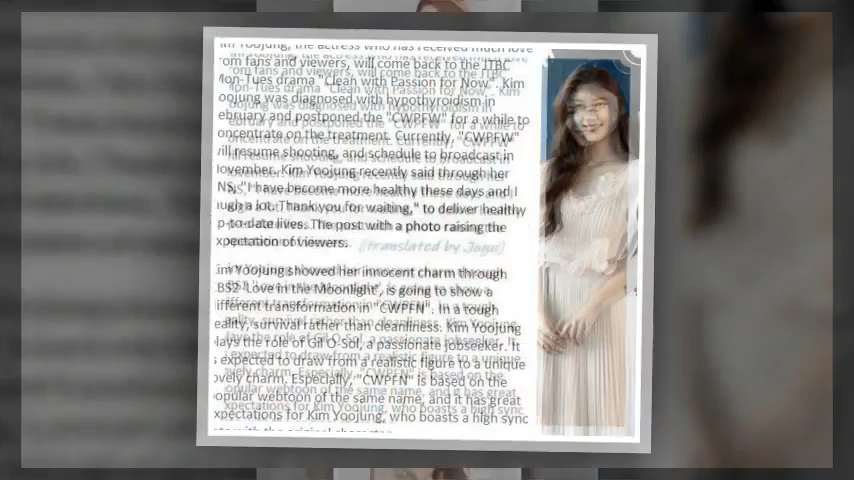 im Yoojung, the actress who has received much love
om fans and viewers, will come back to the JTBC
Mon-Tues drama "Clean with Passion for Now". Kim
oojung was diagnosed with hypothyroidism in
ebruary and postponed the "CWPFW" for a while to
oncentrate on the treatment. Currently, "CWPFW"
ill resume shooting, and schedule to broadcast in
ovember. Kim Yoojung recently said through her
NS, "I have become more healthy these days and I
augh a lot. Thank you for waiting," to deliver healthy
p-to-date lives. The post with a photo raising the
xpectation of viewers.
(translated by Inga)
im Yoojung showed her innocent charm through
BS2 "Love in the Moonlight", is going to show a
ifferent transformation in "CWPFN". In a tough
eality, survival rather than cleanliness. Kim Yoojung
lays the role of Gil O-Sol, a passionate jobseeker. It
s expected to draw from a realistic figure to a unique
ovely charm. Especially, "CWPFN" is based on the
opular webtoon of the same name, and it has great
xpectations for Kim Yoojung, who boasts a high sync